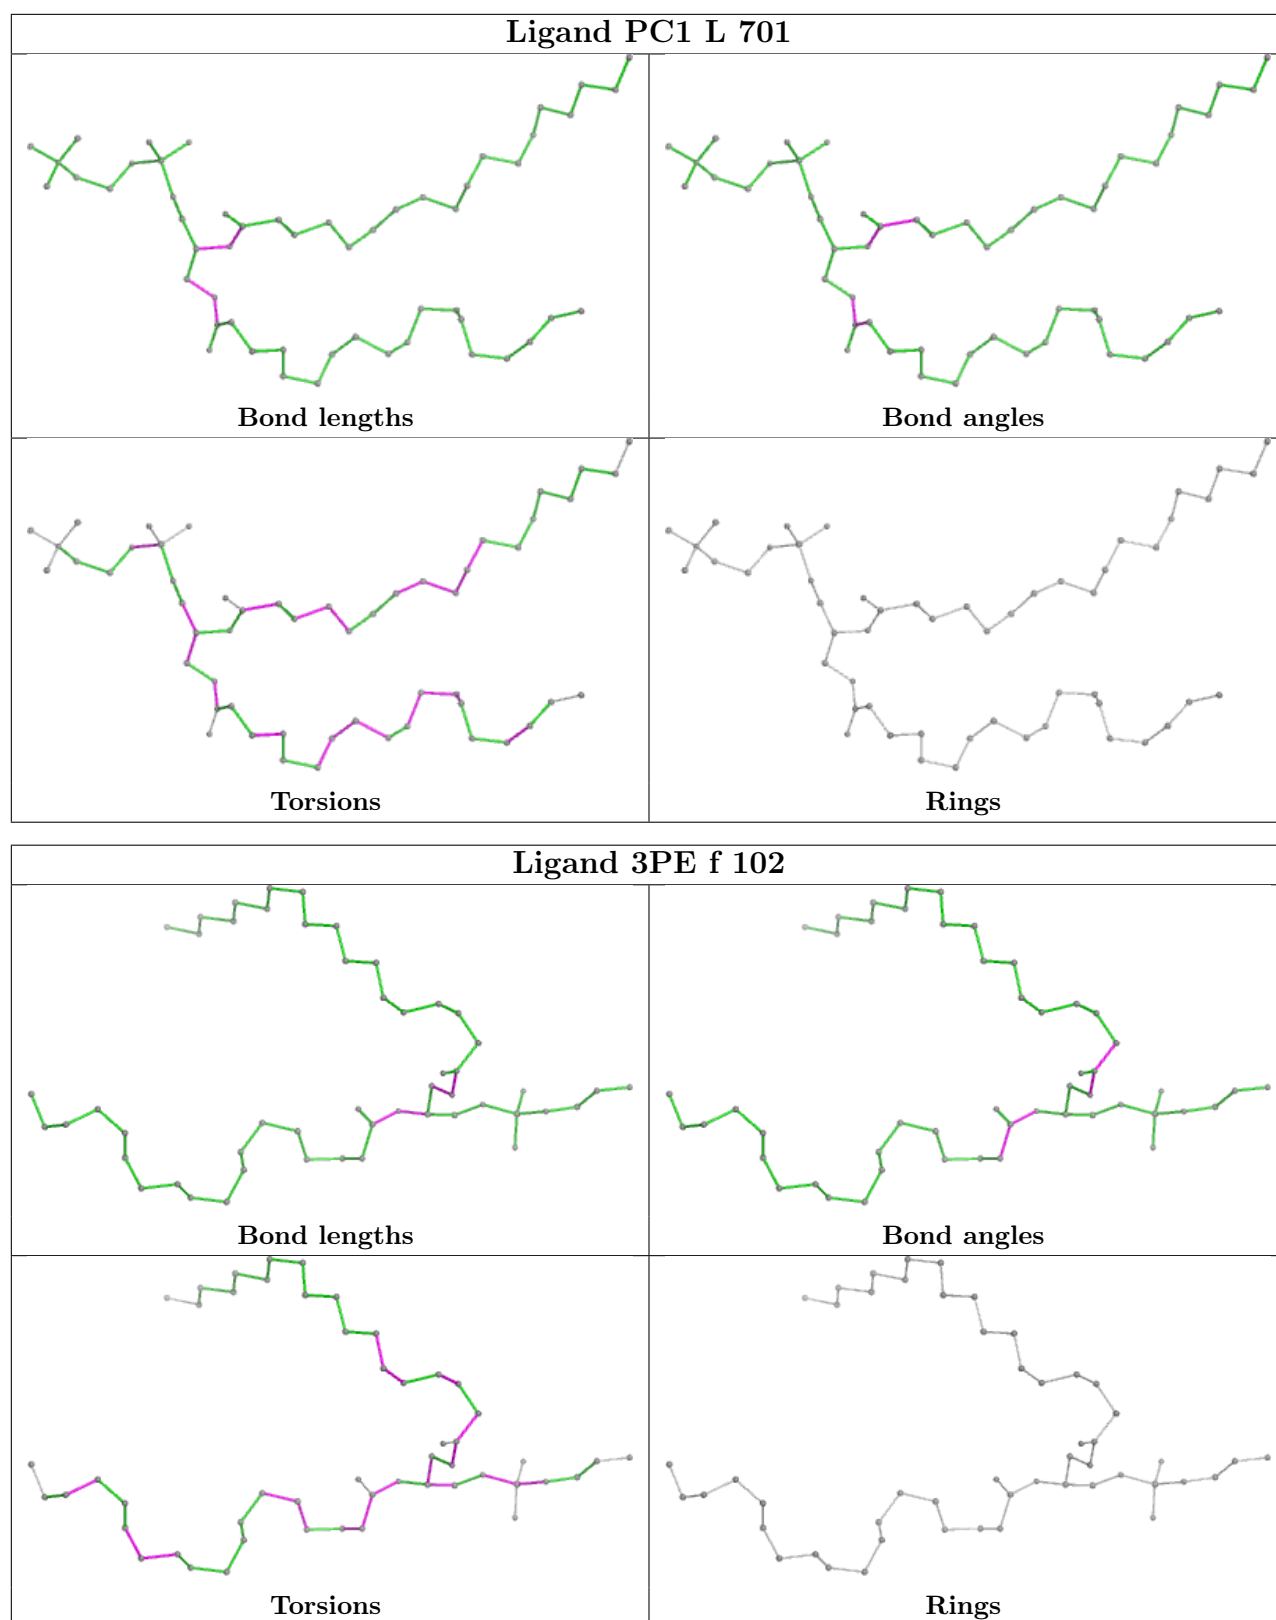 Ligand PC1 L 701
Bond lengths
Bond angles
Torsions
Rings
Ligand 3PE f 102
Bond lengths
Bond angles
Torsions
Rings